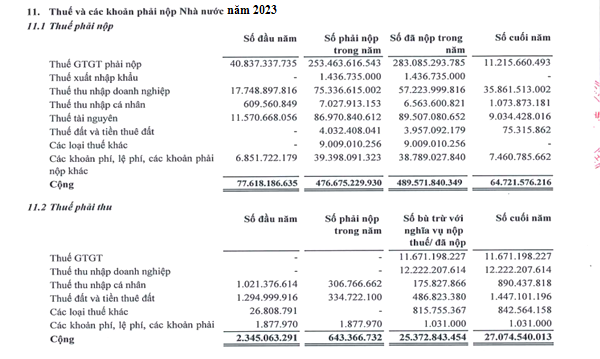 11. Thuế và các khoản phải nộp Nhà nước năm 2023
11.1 Thuế phải nộp
Số đầu năm Số phải nộp trong năm Số đã nộp trong năm Số cuối năm
Thuế GTGT phải nộp 40.837.337.735 253.463.616.543 283.085.293.785 11.215.660.493
Thuế xuất nhập khẩu - 1.436.735.000 1.436.735.000 -
Thuế thu nhập doanh nghiệp 17.748.897.816 75.336.615.002 57.223.999.816 35.861.513.002
Thuế thu nhập cá nhân 609.560.849 7.027.913.153 6.563.600.821 1.073.873.181
Thuế tài nguyên 11.570.668.056 86.970.840.612 89.507.080.652 9.034.428.016
Thuế đất và tiền thuê đất - 4.032.408.041 3.957.092.179 75.315.862
Các loại thuế khác - 9.009.010.256 9.009.010.256 -
Các khoản phí, lệ phí, các khoản phải nộp khác 6.851.722.179 39.398.091.323 38.789.027.840 7.460.785.662
Cộng 77.618.186.635 476.675.229.930 489.571.840.349 64.721.576.216
11.2 Thuế phải thu
Số đầu năm Số phải nộp trong năm Số bù trừ với nghĩa vụ nộp thuế/ đã nộp Số cuối năm
Thuế GTGT - - 11.671.198.227 11.671.198.227
Thuế thu nhập doanh nghiệp - - 12.222.207.614 12.222.207.614
Thuế thu nhập cá nhân 1.021.376.614 306.766.662 175.827.866 890.437.818
Thuế đất và tiền thuê đất 1.294.999.916 334.722.100 486.823.380 1.447.101.196
Các loại thuế khác 26.808.791 - 815.755.367 842.564.158
Các khoản phí, lệ phí, các khoản phải 1.877.970 1.877.970 1.031.000 1.031.000
Cộng 2.345.063.291 643.366.732 25.372.843.454 27.074.540.013